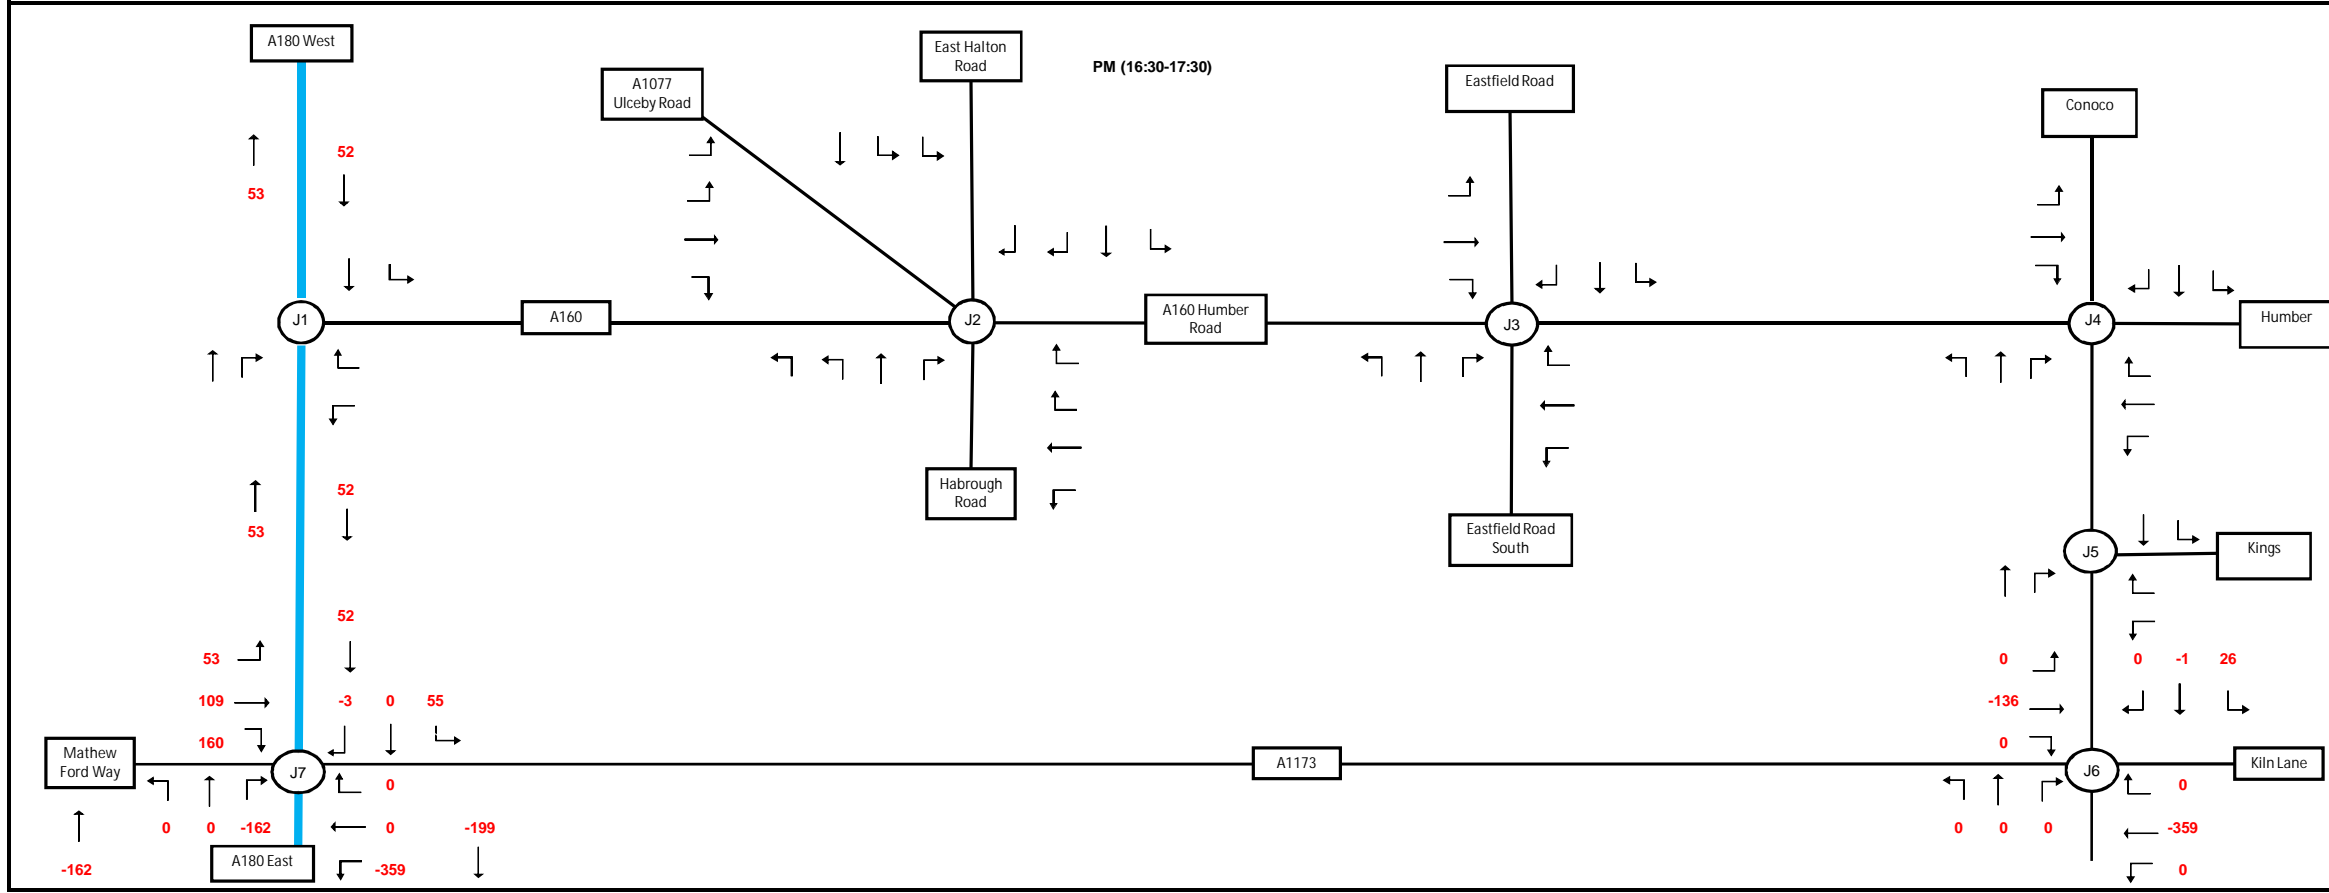 A180 West
East Halton
Road
PM (16:30-17:30)
A1077
Ulceby Road
Eastfield Road
Conoco
52
53
J1
A160
J2
A160 Humber
Road
J3
J4
Humber
Habrough
Road
52
53
Eastfield Road
South
J5
Kings
52
53
109
160
-3 0 55
0
-136
0
0 -1 26
Mathew
Ford Way
J7
A1173
J6
Kiln Lane
0
0
0 0 -162
0
-199
0 0 0
-359
A180 East
-162
-359
0